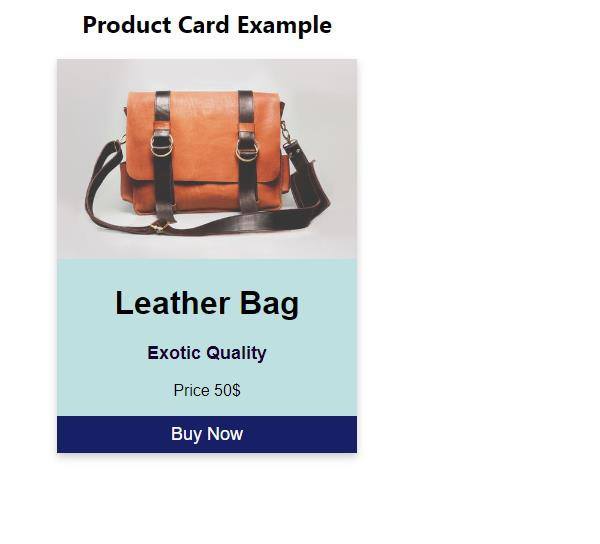 Product Card Example
Leather Bag
Exotic Quality
Price 50$
Buy Now